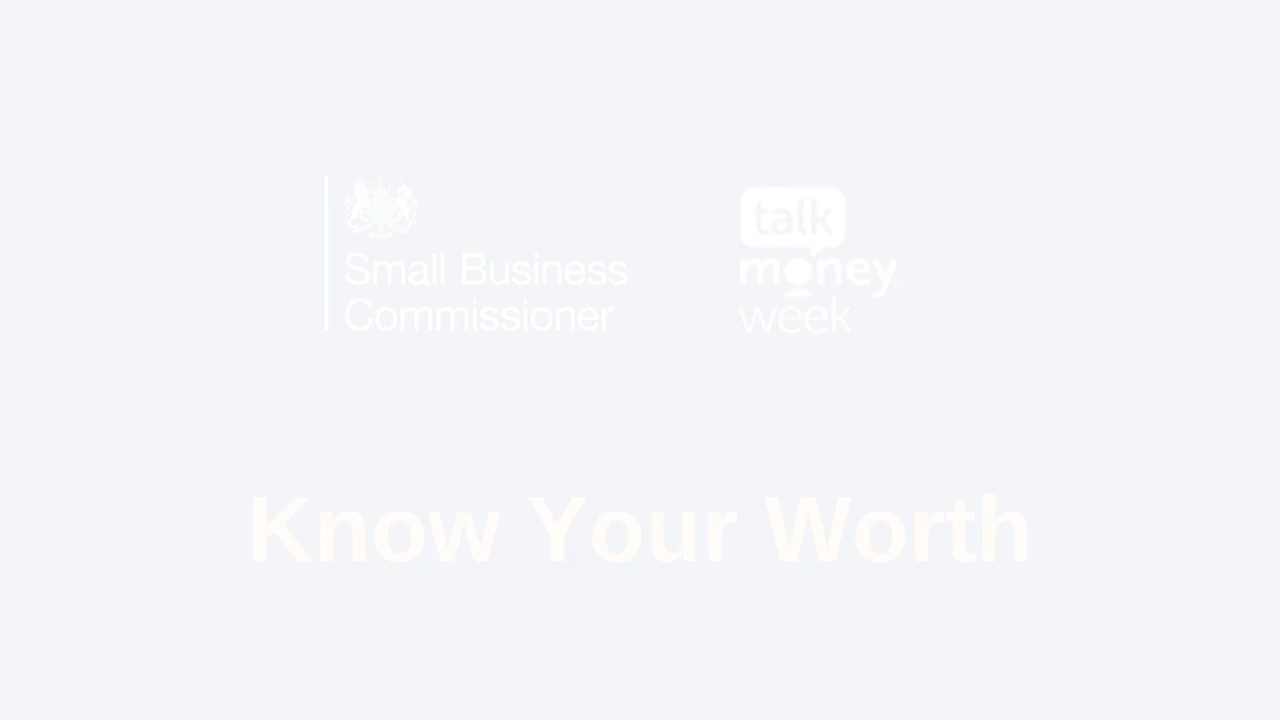 Small Business
Commissioner
talk
money
week
Know Your Worth